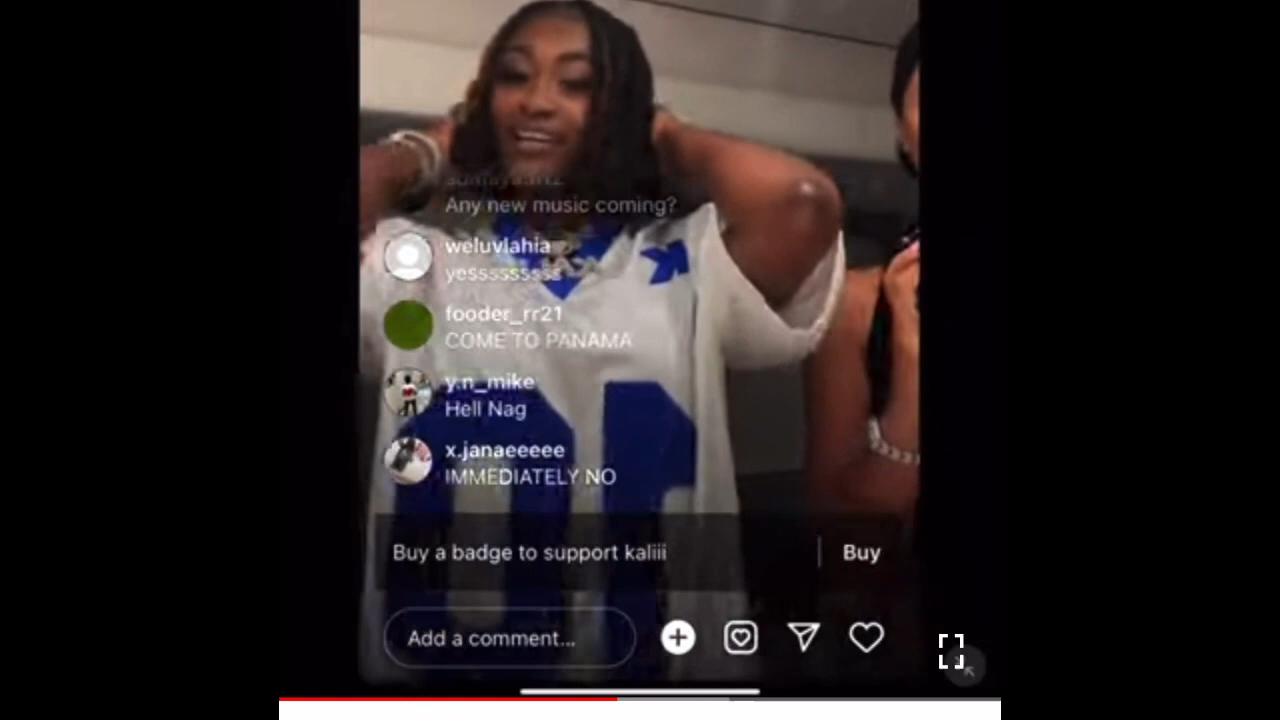 Any new music coming?
weluvlahia
yesssssssss
fooder_rr21
COME TO PANAMA
y.n_mike
Hell Nag
x.janaeeeee
IMMEDIATELY NO
Buy a badge to support kaliii
Buy
Add a comment...